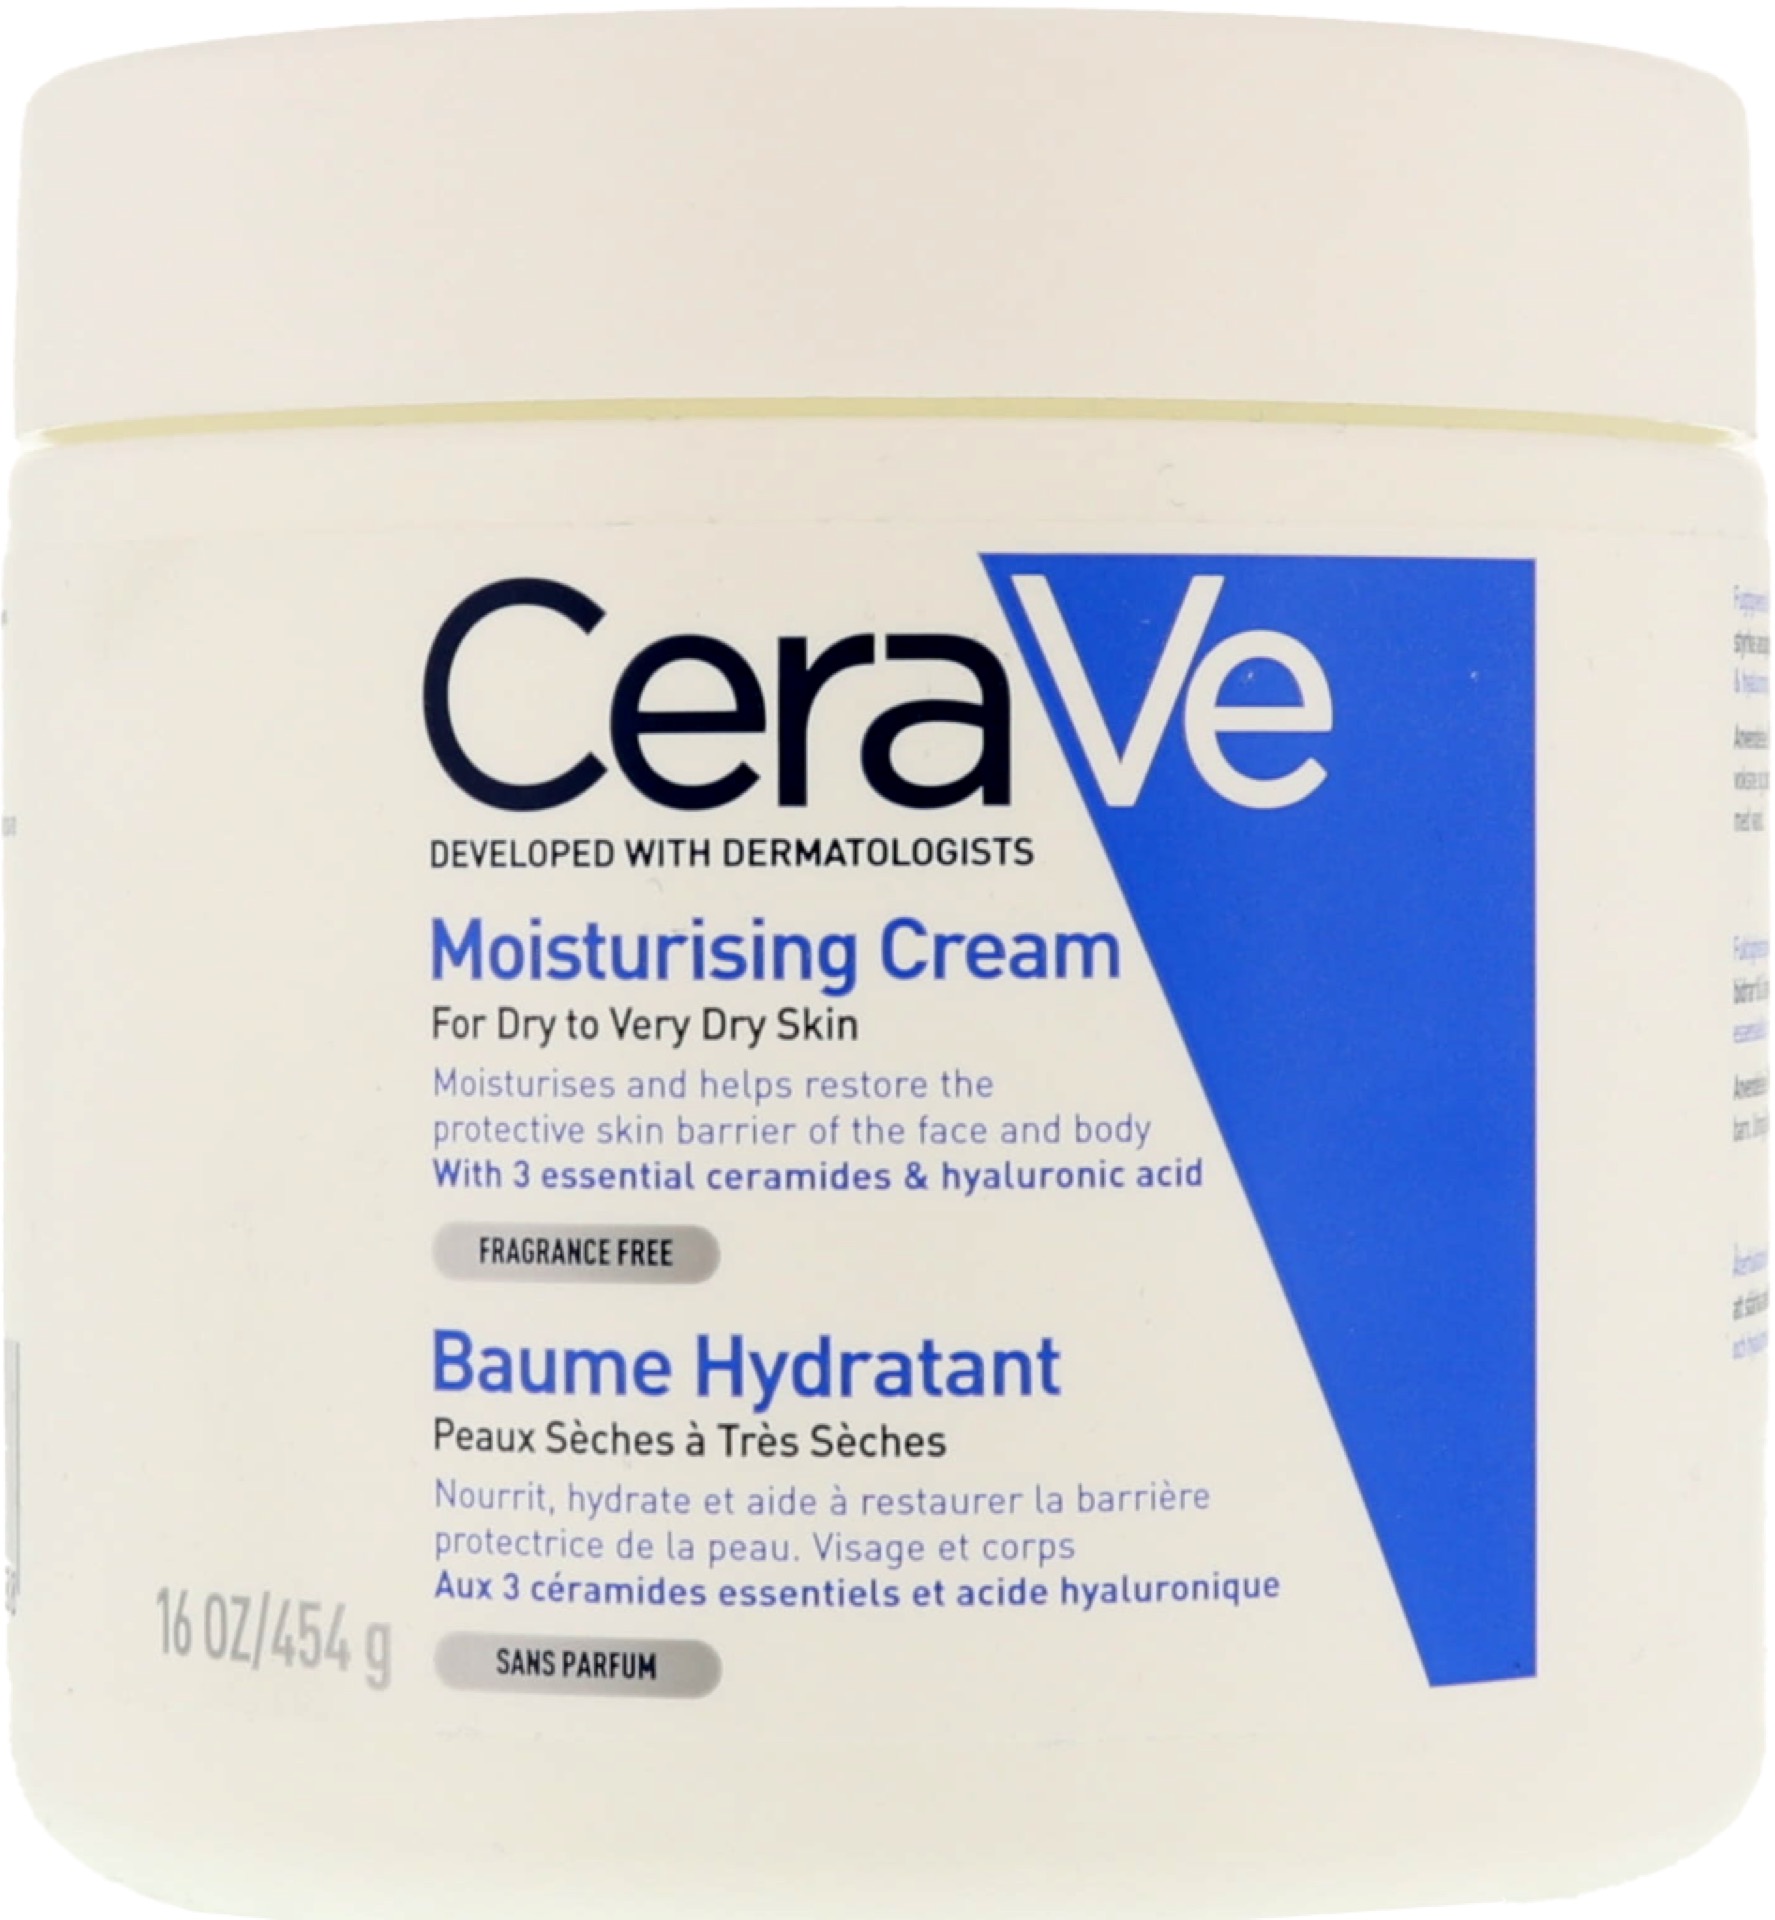 CeraVe
DEVELOPED WITH DERMATOLOGISTS
Moisturising Cream
For Dry to Very Dry Skin
Moisturises and helps restore the
protective skin barrier of the face and body
With 3 essential ceramides & hyaluronic acid
FRAGRANCE FREE
Baume Hydratant
Peaux Sèches à Très Sèches
Nourrit, hydrate et aide à restaurer la barrière
protectrice de la peau. Visage et corps
Aux 3 céramides essentiels et acide hyaluronique
16 OZ/454 g
SANS PARFUM